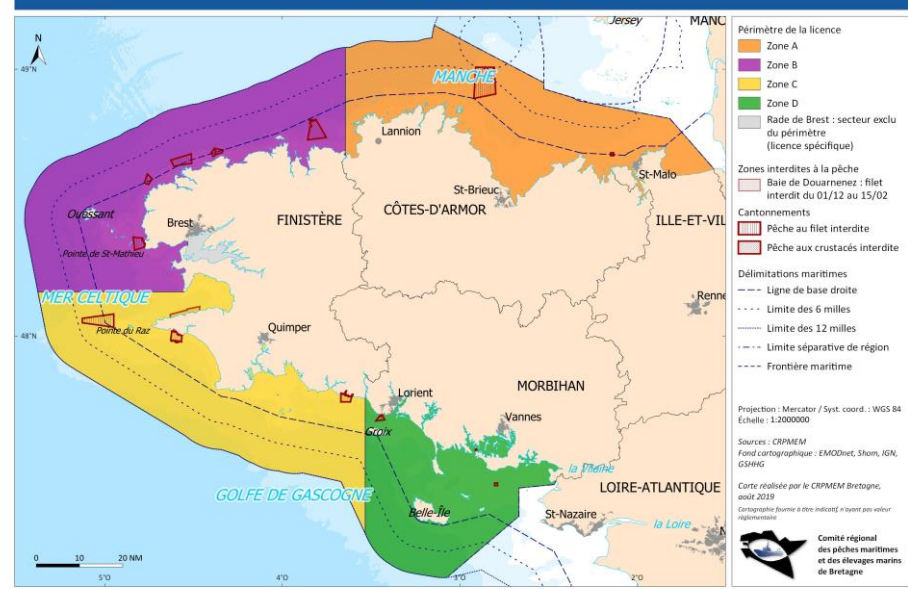 Jersey
MANC
N
49°N
MANCHE
Lannion
St-Malo
St-Brieuc
Ouessant
Brest
FINISTÈRE
CÔTES-D'ARMOR
ILLE-ET-VIL
Pointe de St-Mathieu
MER CELTIQUE
Renne
Pointe du Raz
48°N
Quimper
MORBIHAN
Lorient
Vannes
Groix
la Vilaine
GOLFE DE GASCOGNE
LOIRE-ATLANTIQUE
Belle-Île
St-Nazaire
la Loire
N
0 10 20 NM
5°0 4°0 3°0 2°0
Périmètre de la licence
Zone A
Zone B
Zone C
Zone D
Rade de Brest : secteur exclu
du périmètre
(licence spécifique)
Zones interdites à la pêche
Baie de Douarnenez : filet
interdit du 01/12 au 15/02
Cantonnements
Pêche au filet interdite
Pêche aux crustacés interdite
Délimitations maritimes
Ligne de base droite
Limite des 6 milles
Limite des 12 milles
Limite séparative de région
Frontière maritime
Projection : Mercator / Syst. coord. : WGS 84
Échelle : 1:2000000
Sources : CRPMEM
Fond cartographique : EMODnet, Shom, IGN,
GSHHG
Carte réalisée par le CRPMEM Bretagne,
août 2019
Cartographie fournie à titre indicatif, n'ayant pas valeur
réglementaire
Comité régional
des pêches maritimes
et des élevages marins
de Bretagne